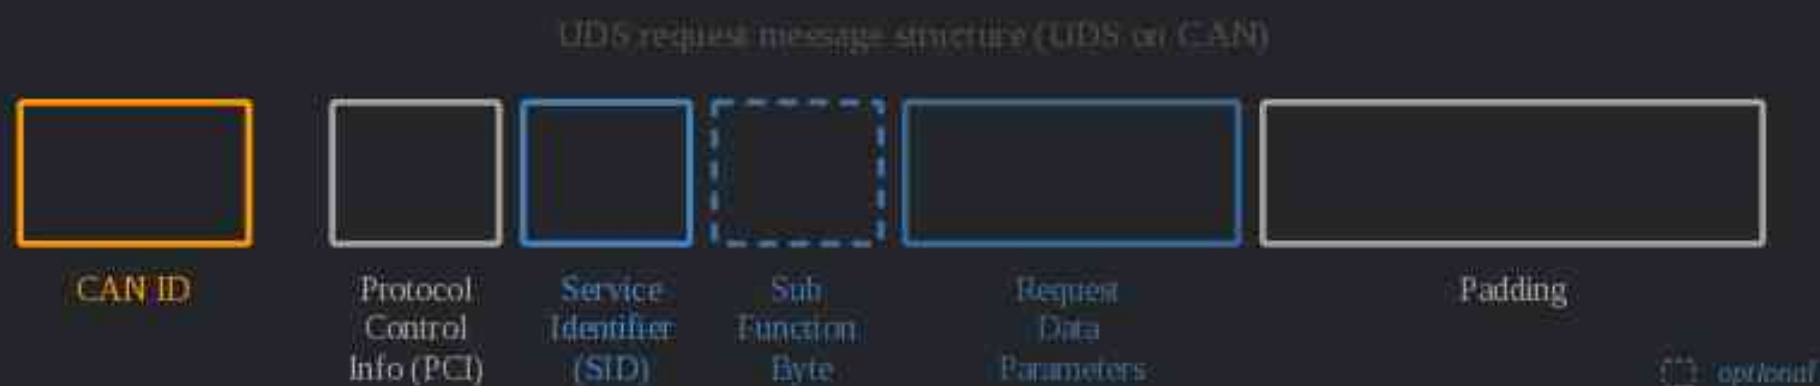 UDS request message structure (UDS on CAN)
CAN ID
Protocol
Control
Info (PCI)
Service
Identifier
(SID)
Sub
Function
Byte
Request
Data
Parameters
Padding
optional